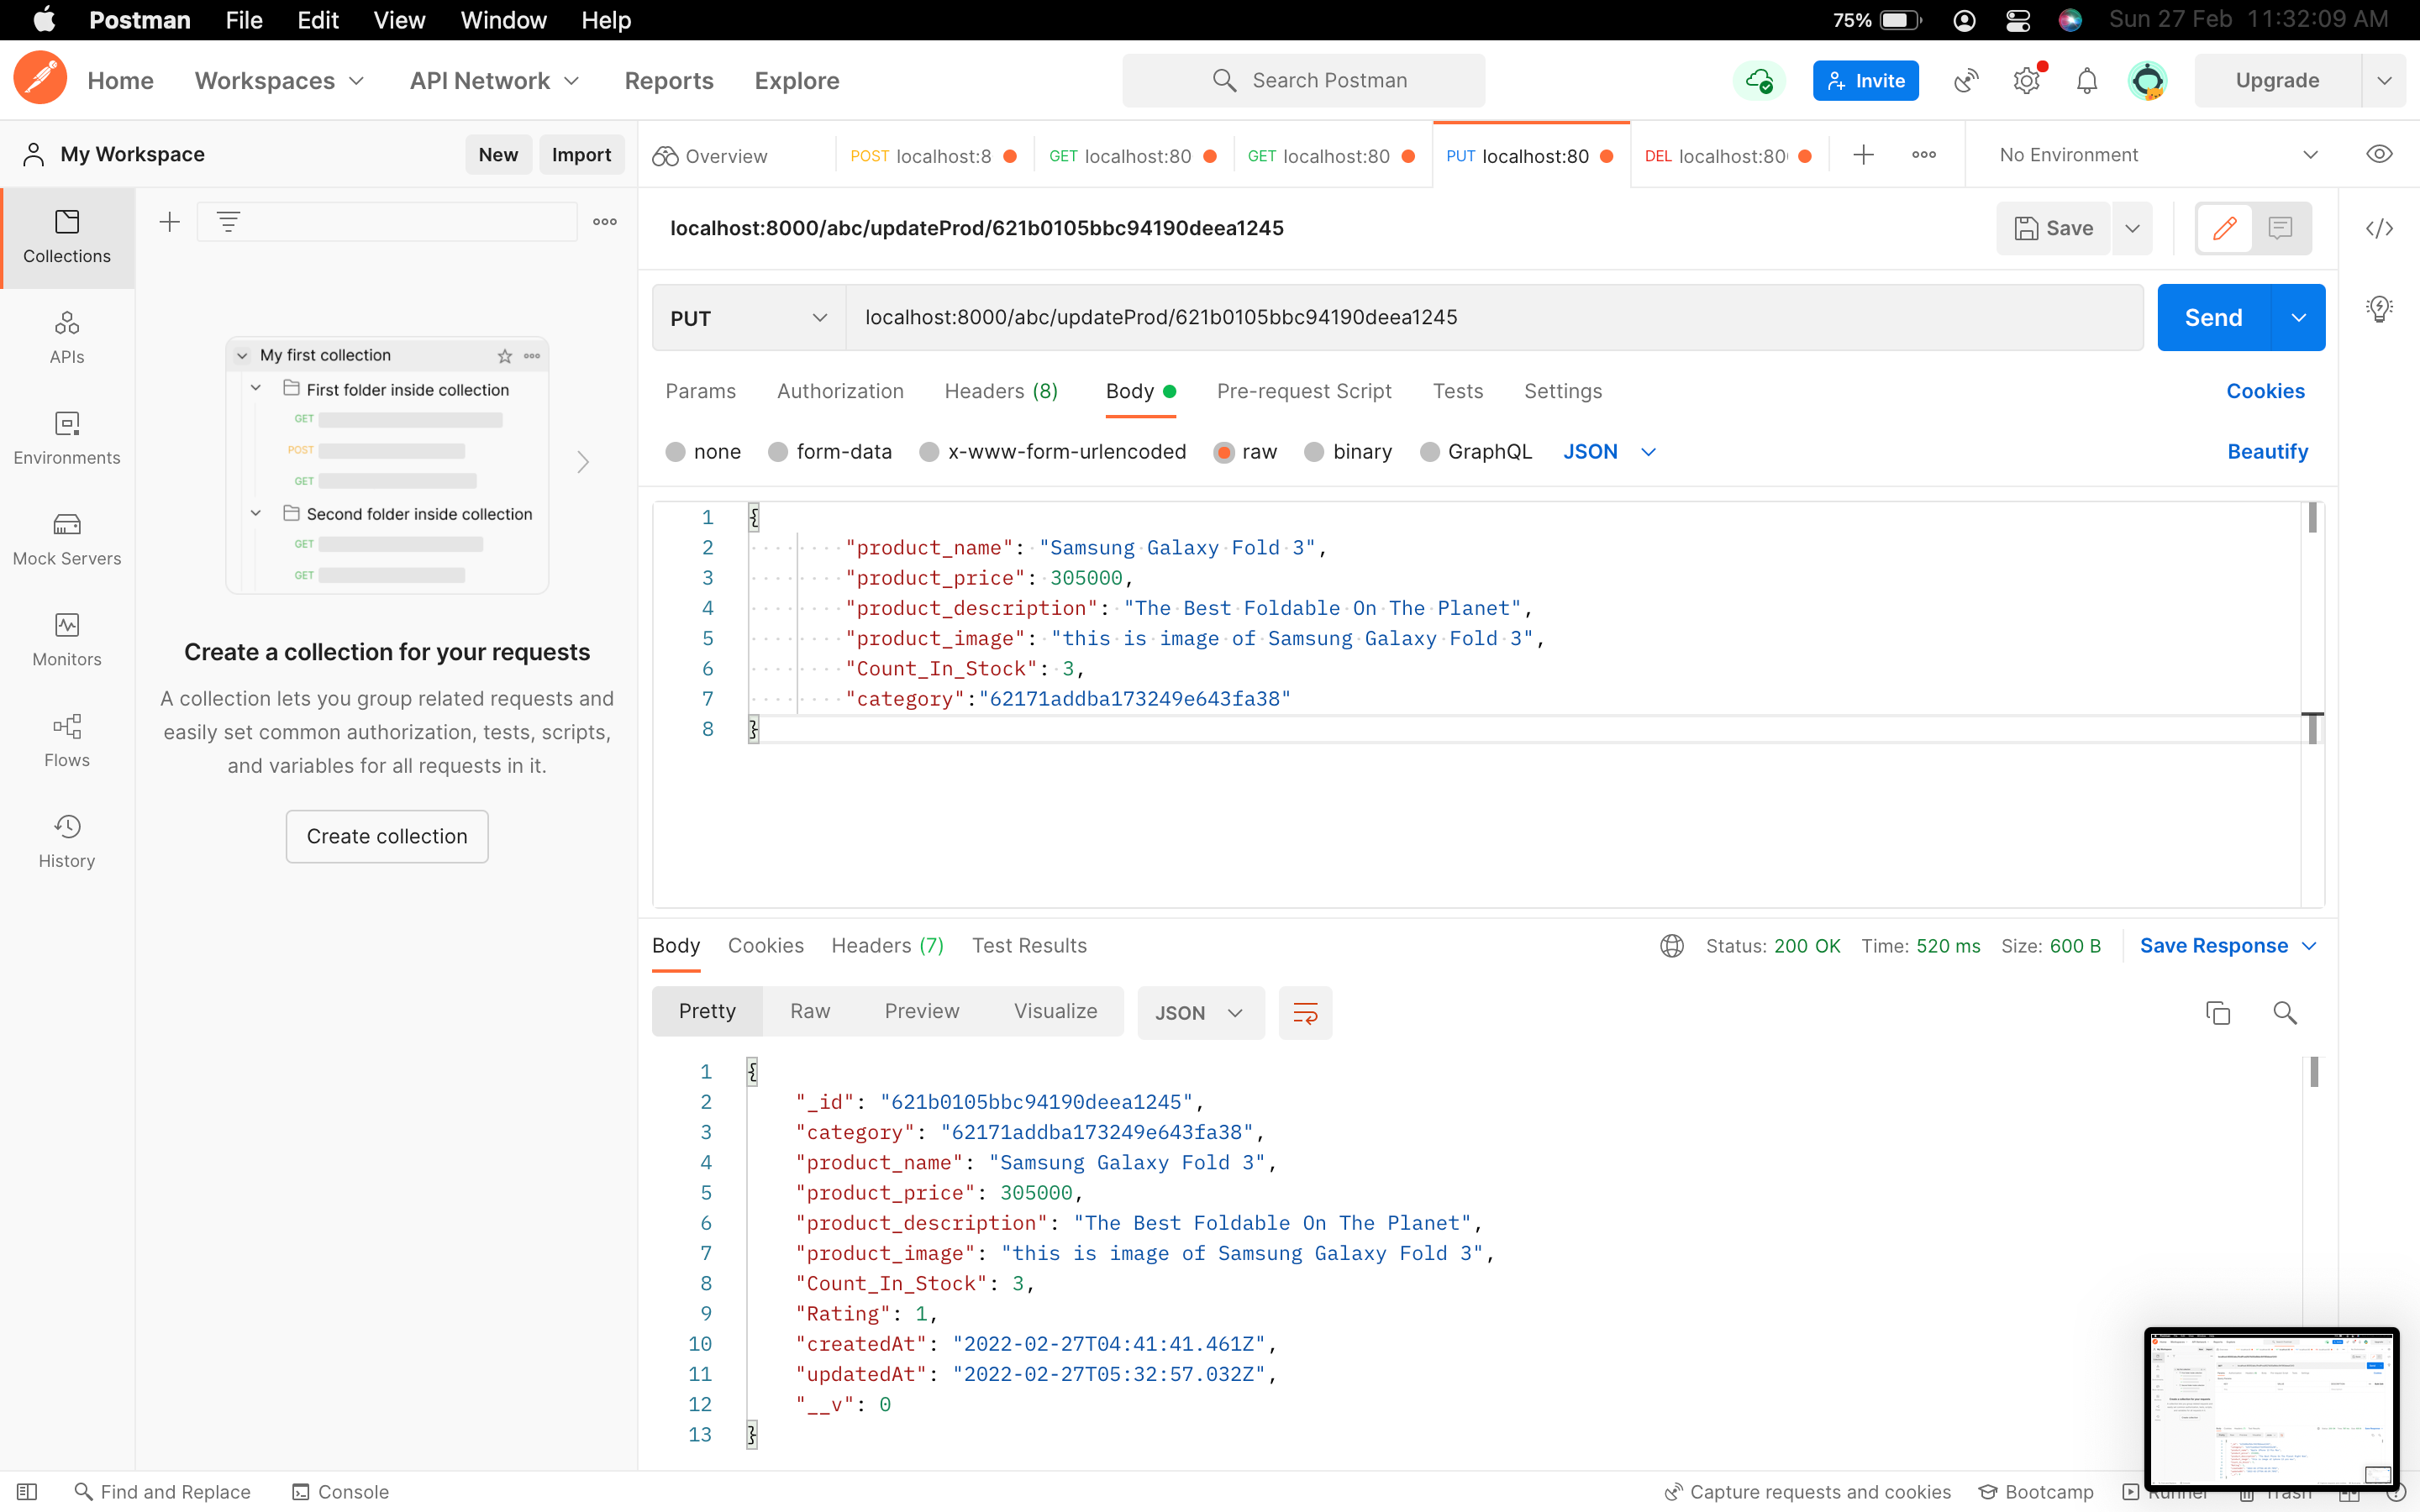 Postman File Edit View Window Help 75% Sun 27 Feb 11:32:09 AM
Home Workspaces API Network Reports Explore Search Postman Invite Upgrade
My Workspace New Import Overview POST localhost:8 GET localhost:80 GET localhost:80 PUT localhost:80 DEL localhost:80 No Environment
Collections
APIs
Environments
Mock Servers
Monitors
Flows
History
My first collection
First folder inside collection
GET
POST
GET
Second folder inside collection
GET
GET
Create a collection for your requests
A collection lets you group related requests and
easily set common authorization, tests, scripts,
and variables for all requests in it.
Create collection
localhost:8000/abc/updateProd/621b0105bbc94190deea1245 Save
PUT localhost:8000/abc/updateProd/621b0105bbc94190deea1245 Send
Params Authorization Headers (8) Body Pre-request Script Tests Settings Cookies
none form-data x-www-form-urlencoded raw binary GraphQL JSON Beautify
1 {
2 "product_name": "Samsung Galaxy Fold 3",
3 "product_price": 305000,
4 "product_description": "The Best Foldable On The Planet",
5 "product_image": "this is image of Samsung Galaxy Fold 3",
6 "Count_In_Stock": 3,
7 "category":"62171addba173249e643fa38"
8 }
Body Cookies Headers (7) Test Results Status: 200 OK Time: 520 ms Size: 600 B Save Response
Pretty Raw Preview Visualize JSON
1 {
2 "_id": "621b0105bbc94190deea1245",
3 "category": "62171addba173249e643fa38",
4 "product_name": "Samsung Galaxy Fold 3",
5 "product_price": 305000,
6 "product_description": "The Best Foldable On The Planet",
7 "product_image": "this is image of Samsung Galaxy Fold 3",
8 "Count_In_Stock": 3,
9 "Rating": 1,
10 "createdAt": "2022-02-27T04:41:41.461Z",
11 "updatedAt": "2022-02-27T05:32:57.032Z",
12 "__v": 0
13 }
Find and Replace Console Capture requests and cookies Bootcamp Runner Trash